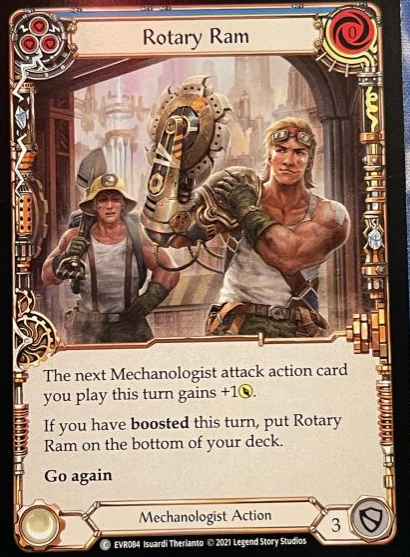 Rotary Ram
0
The next Mechanologist attack action card
you play this turn gains +1.
If you have boosted this turn, put Rotary
Ram on the bottom of your deck.
Go again
Mechanologist Action
3
C EVR084 Isuardi Therianto © 2021 Legend Story Studios